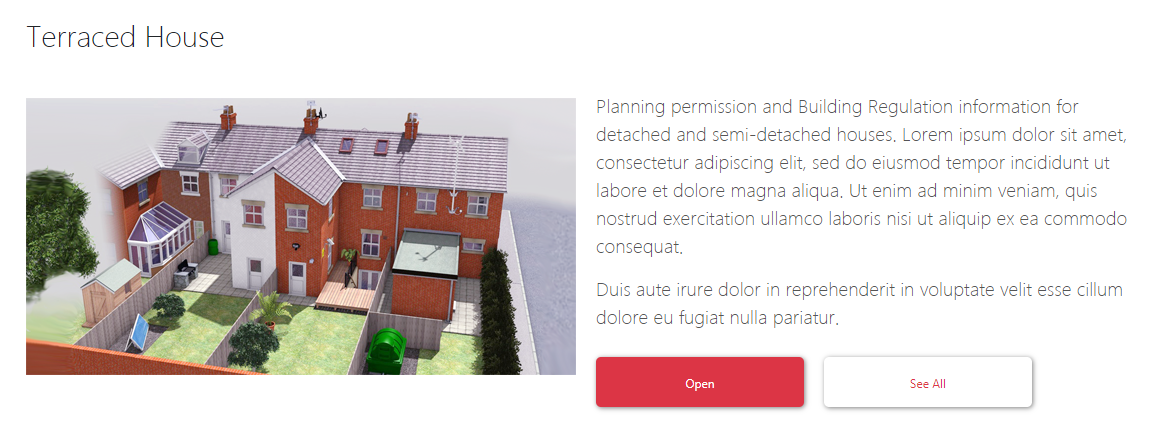 Terraced House
Planning permission and Building Regulation information for
detached and semi-detached houses. Lorem ipsum dolor sit amet,
consectetur adipiscing elit, sed do eiusmod tempor incididunt ut
labore et dolore magna aliqua. Ut enim ad minim veniam, quis
nostrud exercitation ullamco laboris nisi ut aliquip ex ea commodo
consequat.
Duis aute irure dolor in reprehenderit in voluptate velit esse cillum
dolore eu fugiat nulla pariatur.
Open
See All